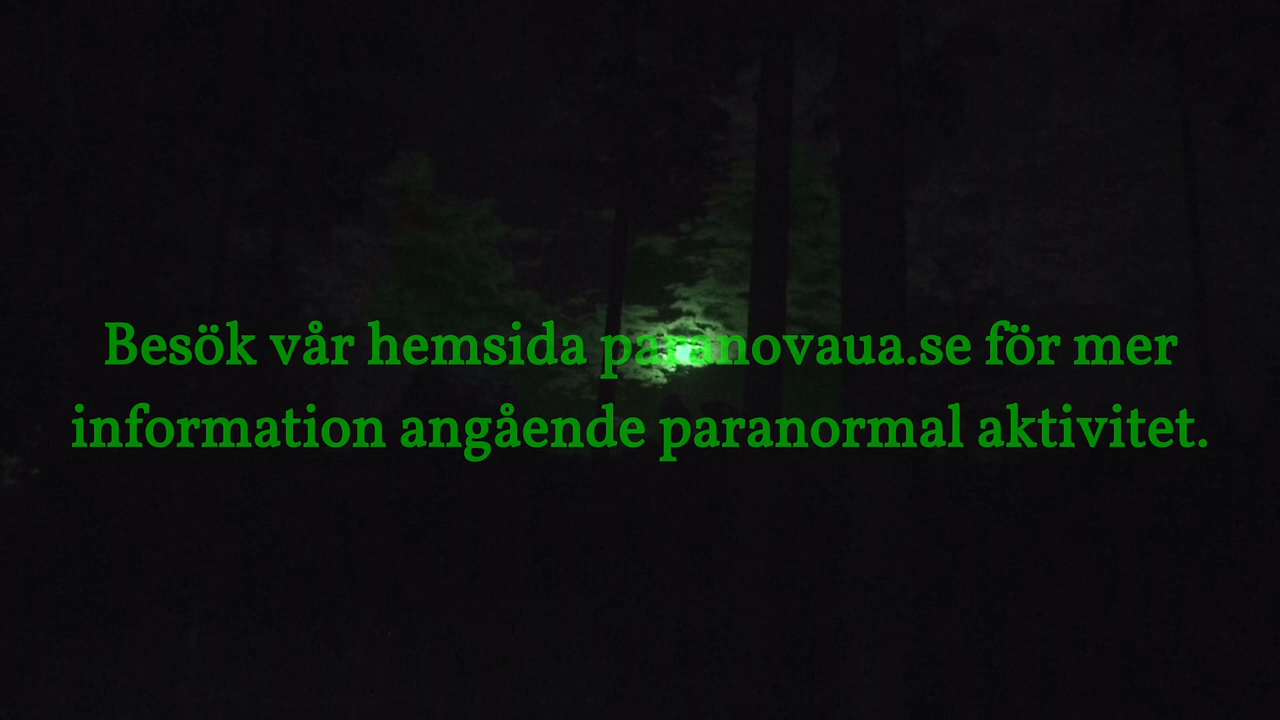 Besök vår hemsida paranovaua.se för mer
information angående paranormal aktivitet.